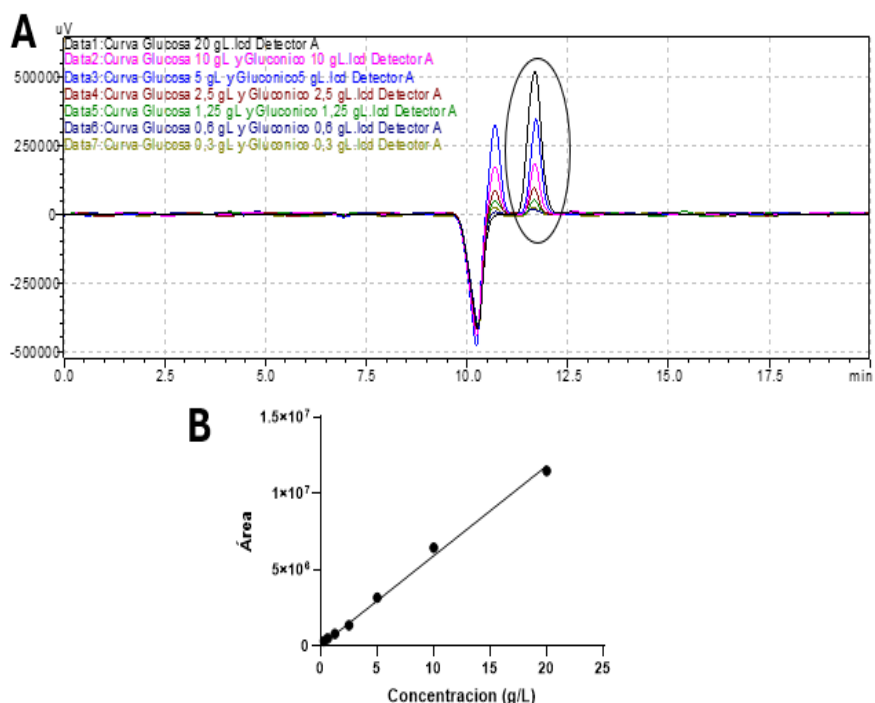 A
uV
Data1:Curva Glucosa 20 gL.lcd Detector A
Data2:Curva Glucosa 10 gL y Gluconico 10 gL.lcd Detector A
Data3:Curva Glucosa 5 gL y Gluconico5 gL.lcd Detector A
Data4:Curva Glucosa 2,5 gL y Gluconico 2,5 gL.lcd Detector A
Data5:Curva Glucosa 1,25 gL y Gluconico 1,25 gL.lcd Detector A
Data6:Curva Glucosa 0,6 gL y Gluconico 0,6 gL.lcd Detector A
Data7:Curva Glucosa 0,3 gL y Gluconico 0,3 gL.lcd Detector A
500000
250000
0
-250000
-500000
0.0 2.5 5.0 7.5 10.0 12.5 15.0 17.5 min
B
1.5×10⁷
1×10⁷
5×10⁶
0
Área
0 5 10 15 20 25
Concentracion (g/L)